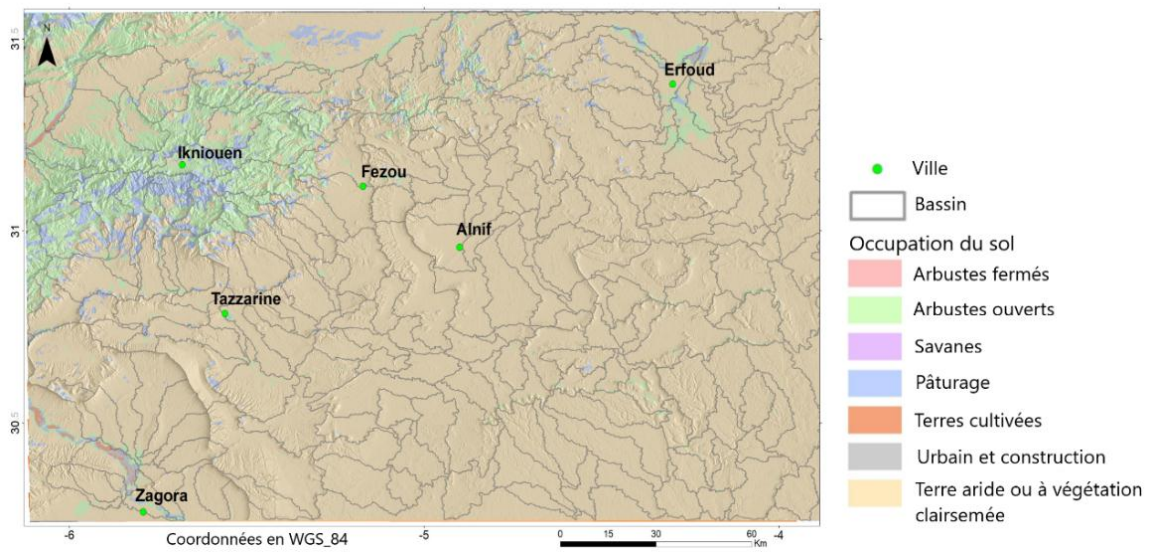 N
31.5
31
30.5
Erfoud
Ikniouen
Fezou
Alnif
Tazzarine
Zagora
-6
-5
-4
Coordonnées en WGS_84
0 15 30 60
Km
Ville
Bassin
Occupation du sol
Arbustes fermés
Arbustes ouverts
Savanes
Pâturage
Terres cultivées
Urbain et construction
Terre aride ou à végétation
clairsemée